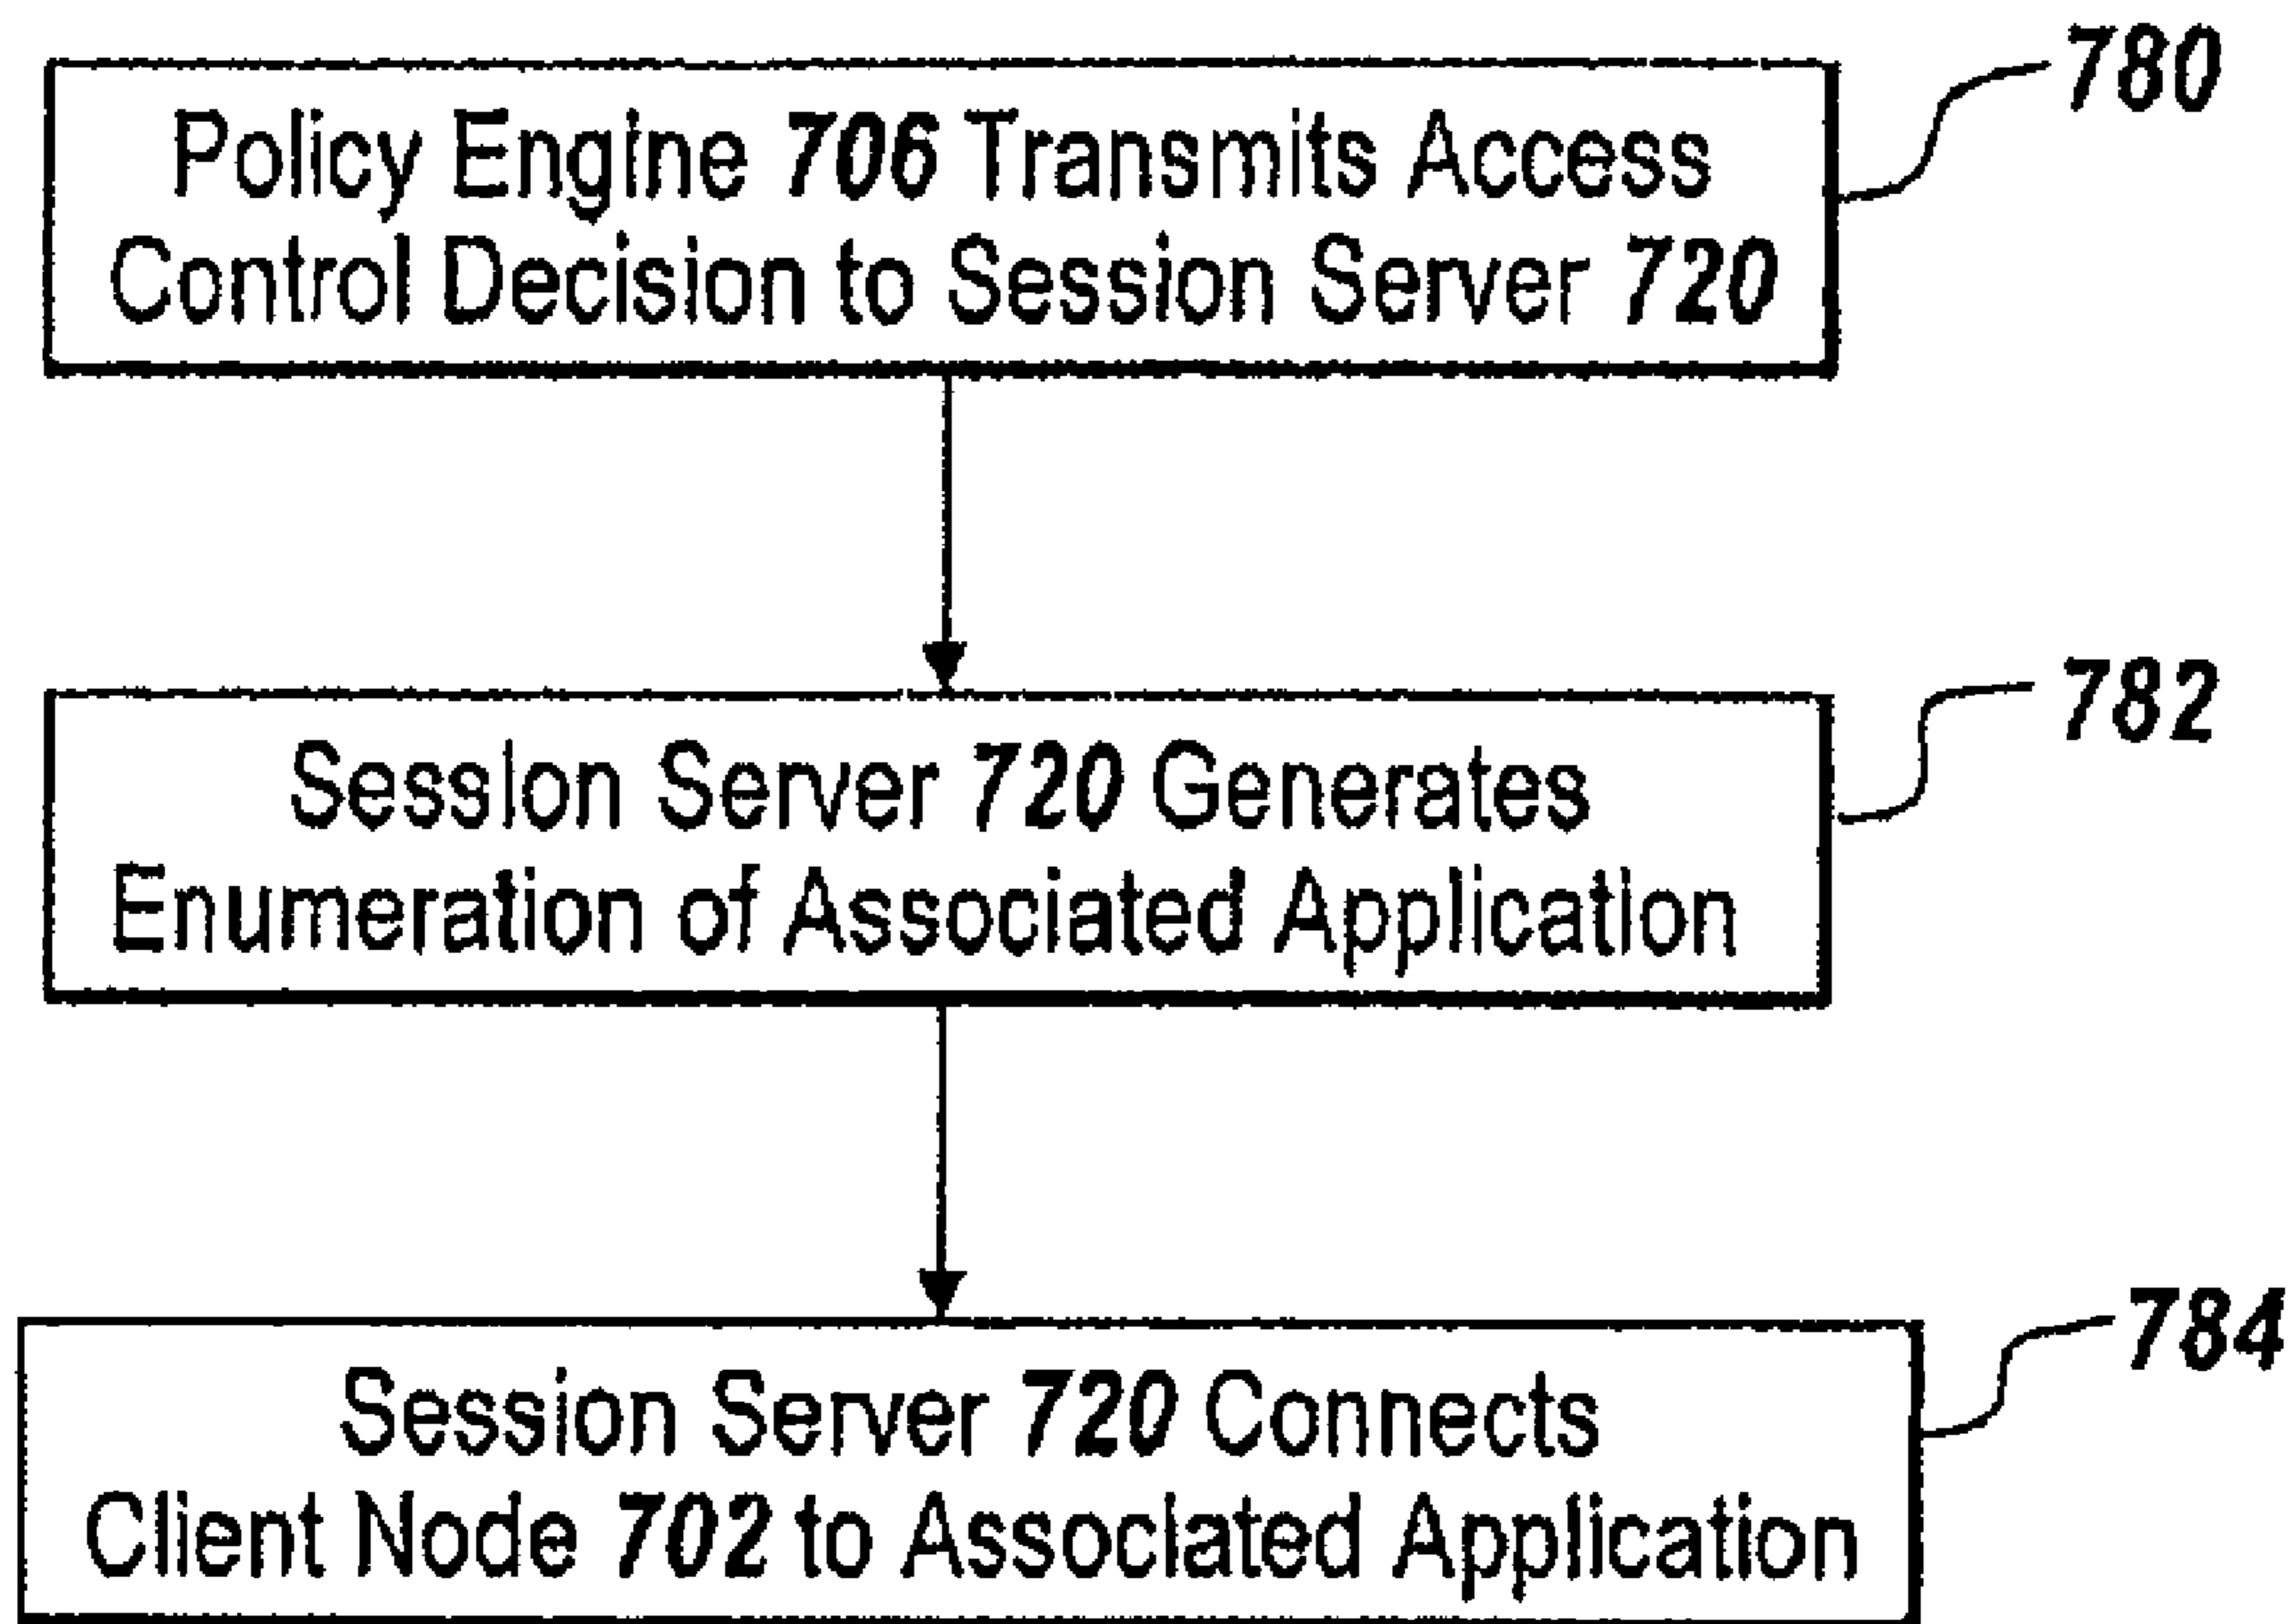 780
Policy Engine 706 Transmits Access
Control Decision to Session Server 720
782
Session Server 720 Generates
Enumeration of Associated Application
784
Session Server 720 Connects
Client Node 702 to Associated Application